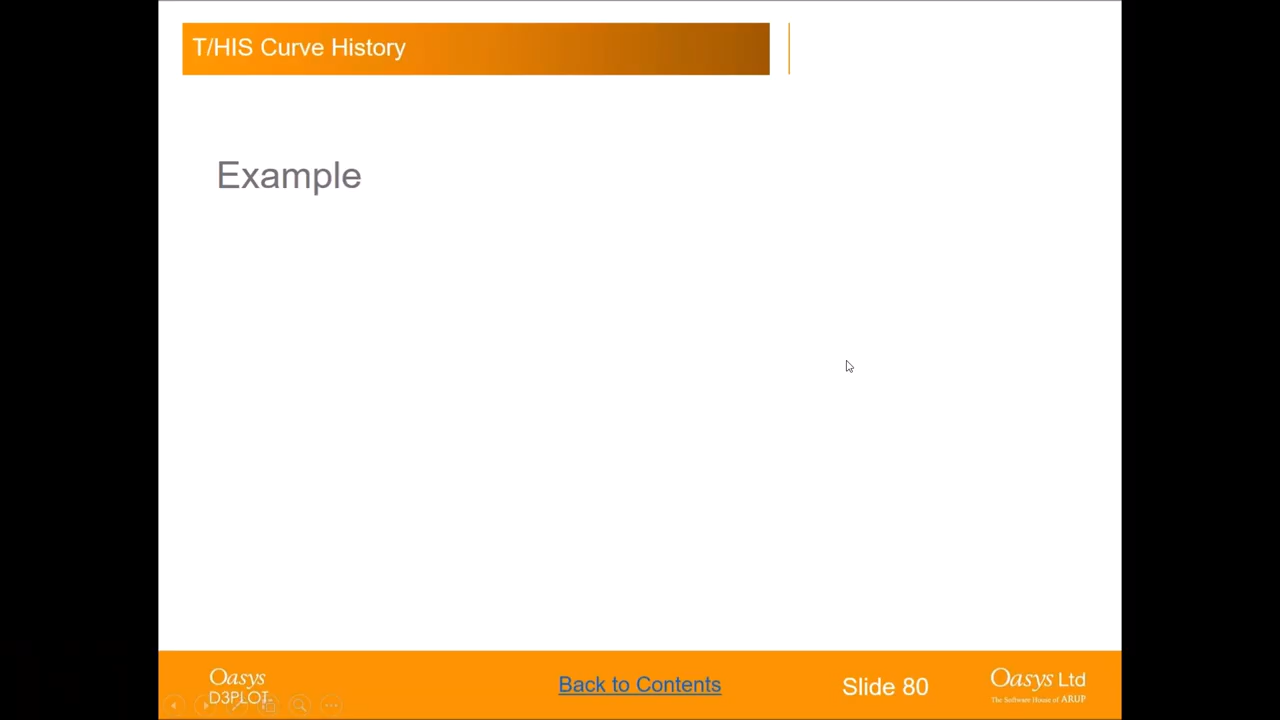 T/HIS Curve History
Example
Oasys
D3PLOT
Back to Contents
Slide 80
Oasys Ltd
The Software House of ARUP